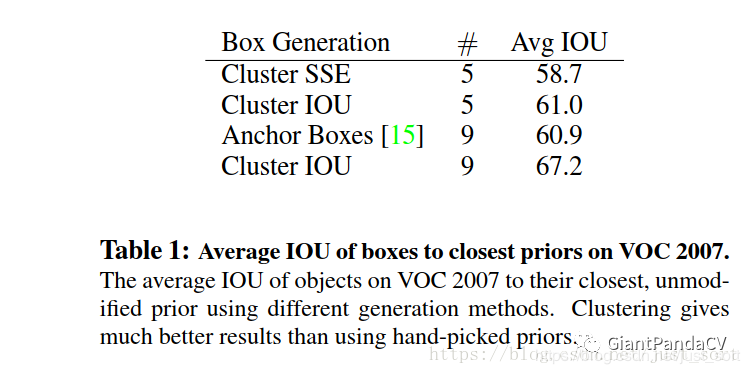 Box Generation # Avg IOU
Cluster SSE 5 58.7
Cluster IOU 5 61.0
Anchor Boxes [15] 9 60.9
Cluster IOU 9 67.2
Table 1: Average IOU of boxes to closest priors on VOC 2007.
The average IOU of objects on VOC 2007 to their closest, unmod-
ified prior using different generation methods. Clustering gives
much better results than using hand-picked priors.
GiantPandaCV
https://blog.csdn.net/just_sort